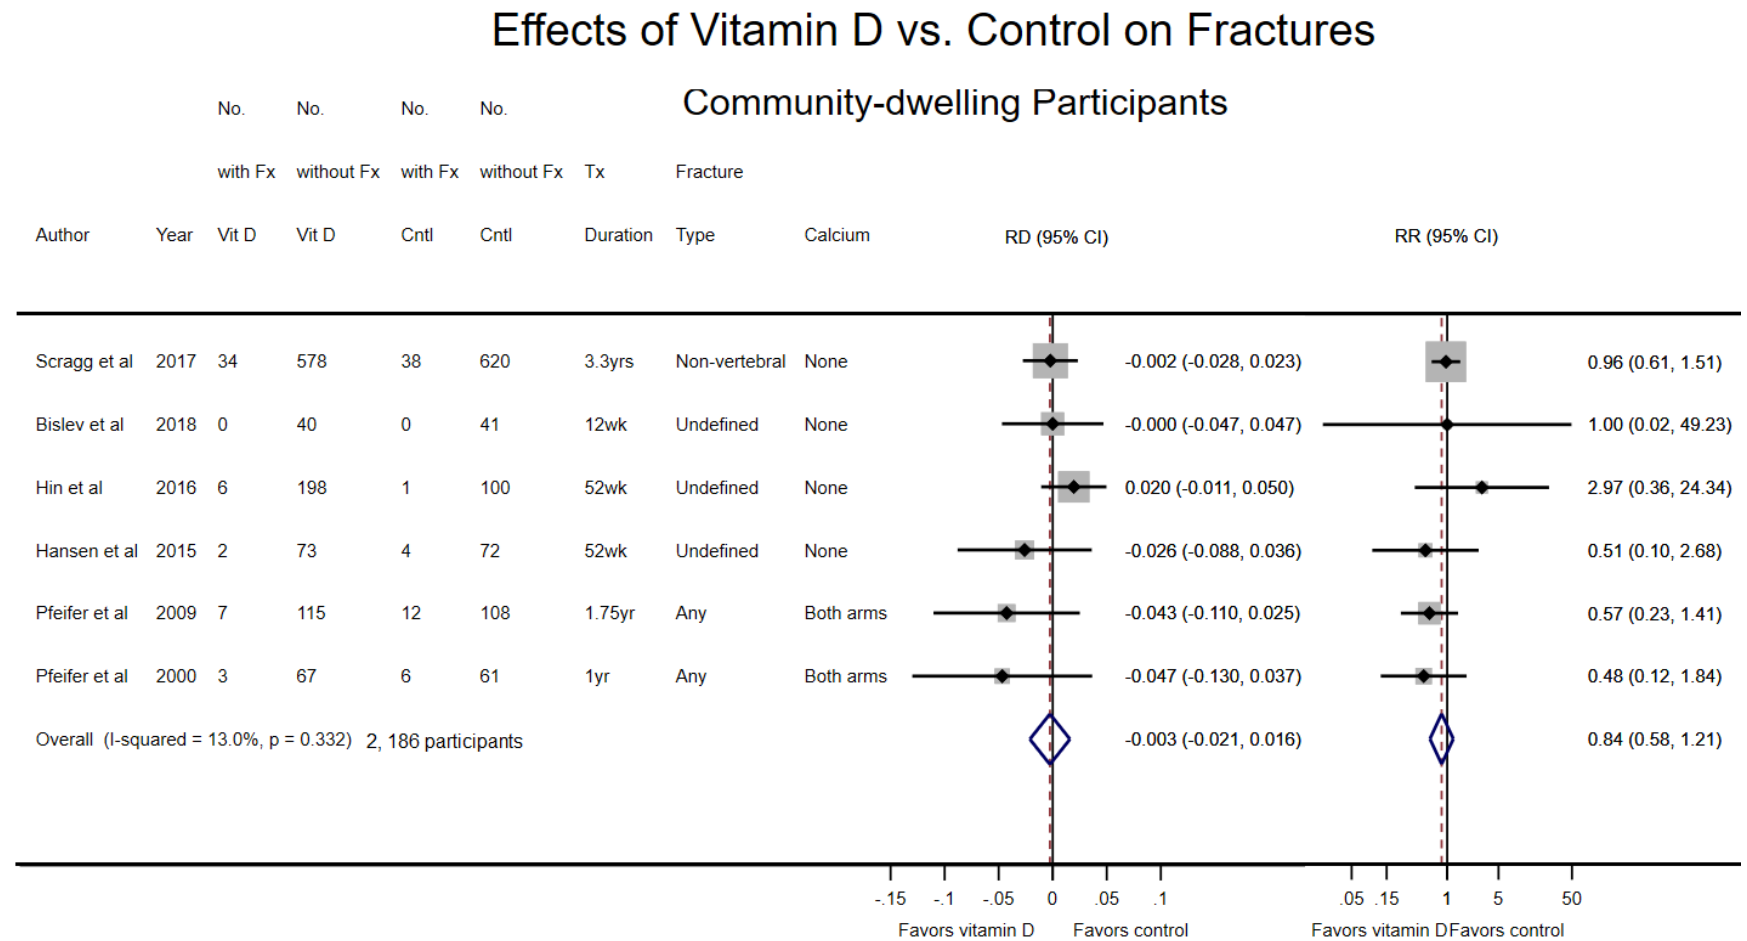 Effects of Vitamin D vs. Control on Fractures
Community-dwelling Participants
No. No. No. No.
with Fx without Fx with Fx without Fx Tx Fracture
Author Year Vit D Vit D Cntl Cntl Duration Type Calcium RD (95% CI) RR (95% CI)
Scragg et al 2017 34 578 38 620 3.3yrs Non-vertebral None -0.002 (-0.028, 0.023) 0.96 (0.61, 1.51)
Bislev et al 2018 0 40 0 41 12wk Undefined None -0.000 (-0.047, 0.047) 1.00 (0.02, 49.23)
Hin et al 2016 6 198 1 100 52wk Undefined None 0.020 (-0.011, 0.050) 2.97 (0.36, 24.34)
Hansen et al 2015 2 73 4 72 52wk Undefined None -0.026 (-0.088, 0.036) 0.51 (0.10, 2.68)
Pfeifer et al 2009 7 115 12 108 1.75yr Any Both arms -0.043 (-0.110, 0.025) 0.57 (0.23, 1.41)
Pfeifer et al 2000 3 67 6 61 1yr Any Both arms -0.047 (-0.130, 0.037) 0.48 (0.12, 1.84)
Overall (I-squared = 13.0%, p = 0.332) 2, 186 participants -0.003 (-0.021, 0.016) 0.84 (0.58, 1.21)
-.15 -.1 -.05 0 .05 .1 .05 .15 1 5 50
Favors vitamin D Favors control Favors vitamin D Favors control